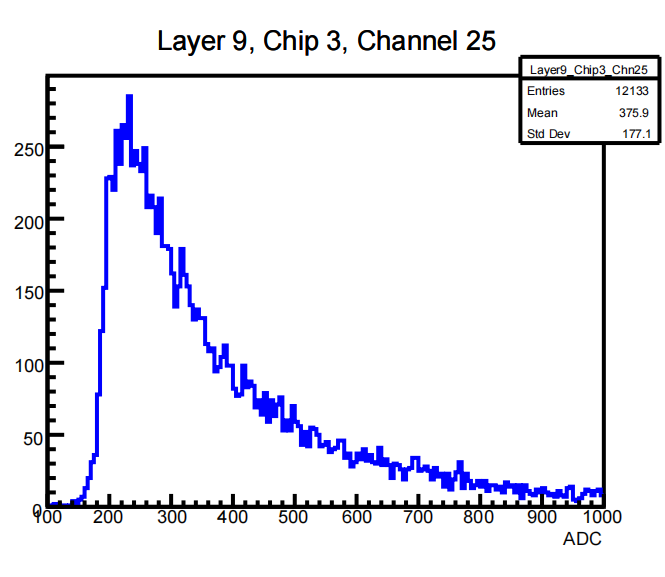 Layer 9, Chip 3, Channel 25
Layer9_Chip3_Chn25
Entries 12133
Mean 375.9
Std Dev 177.1
250
200
150
100
50
0
100 200 300 400 500 600 700 800 900 1000
ADC